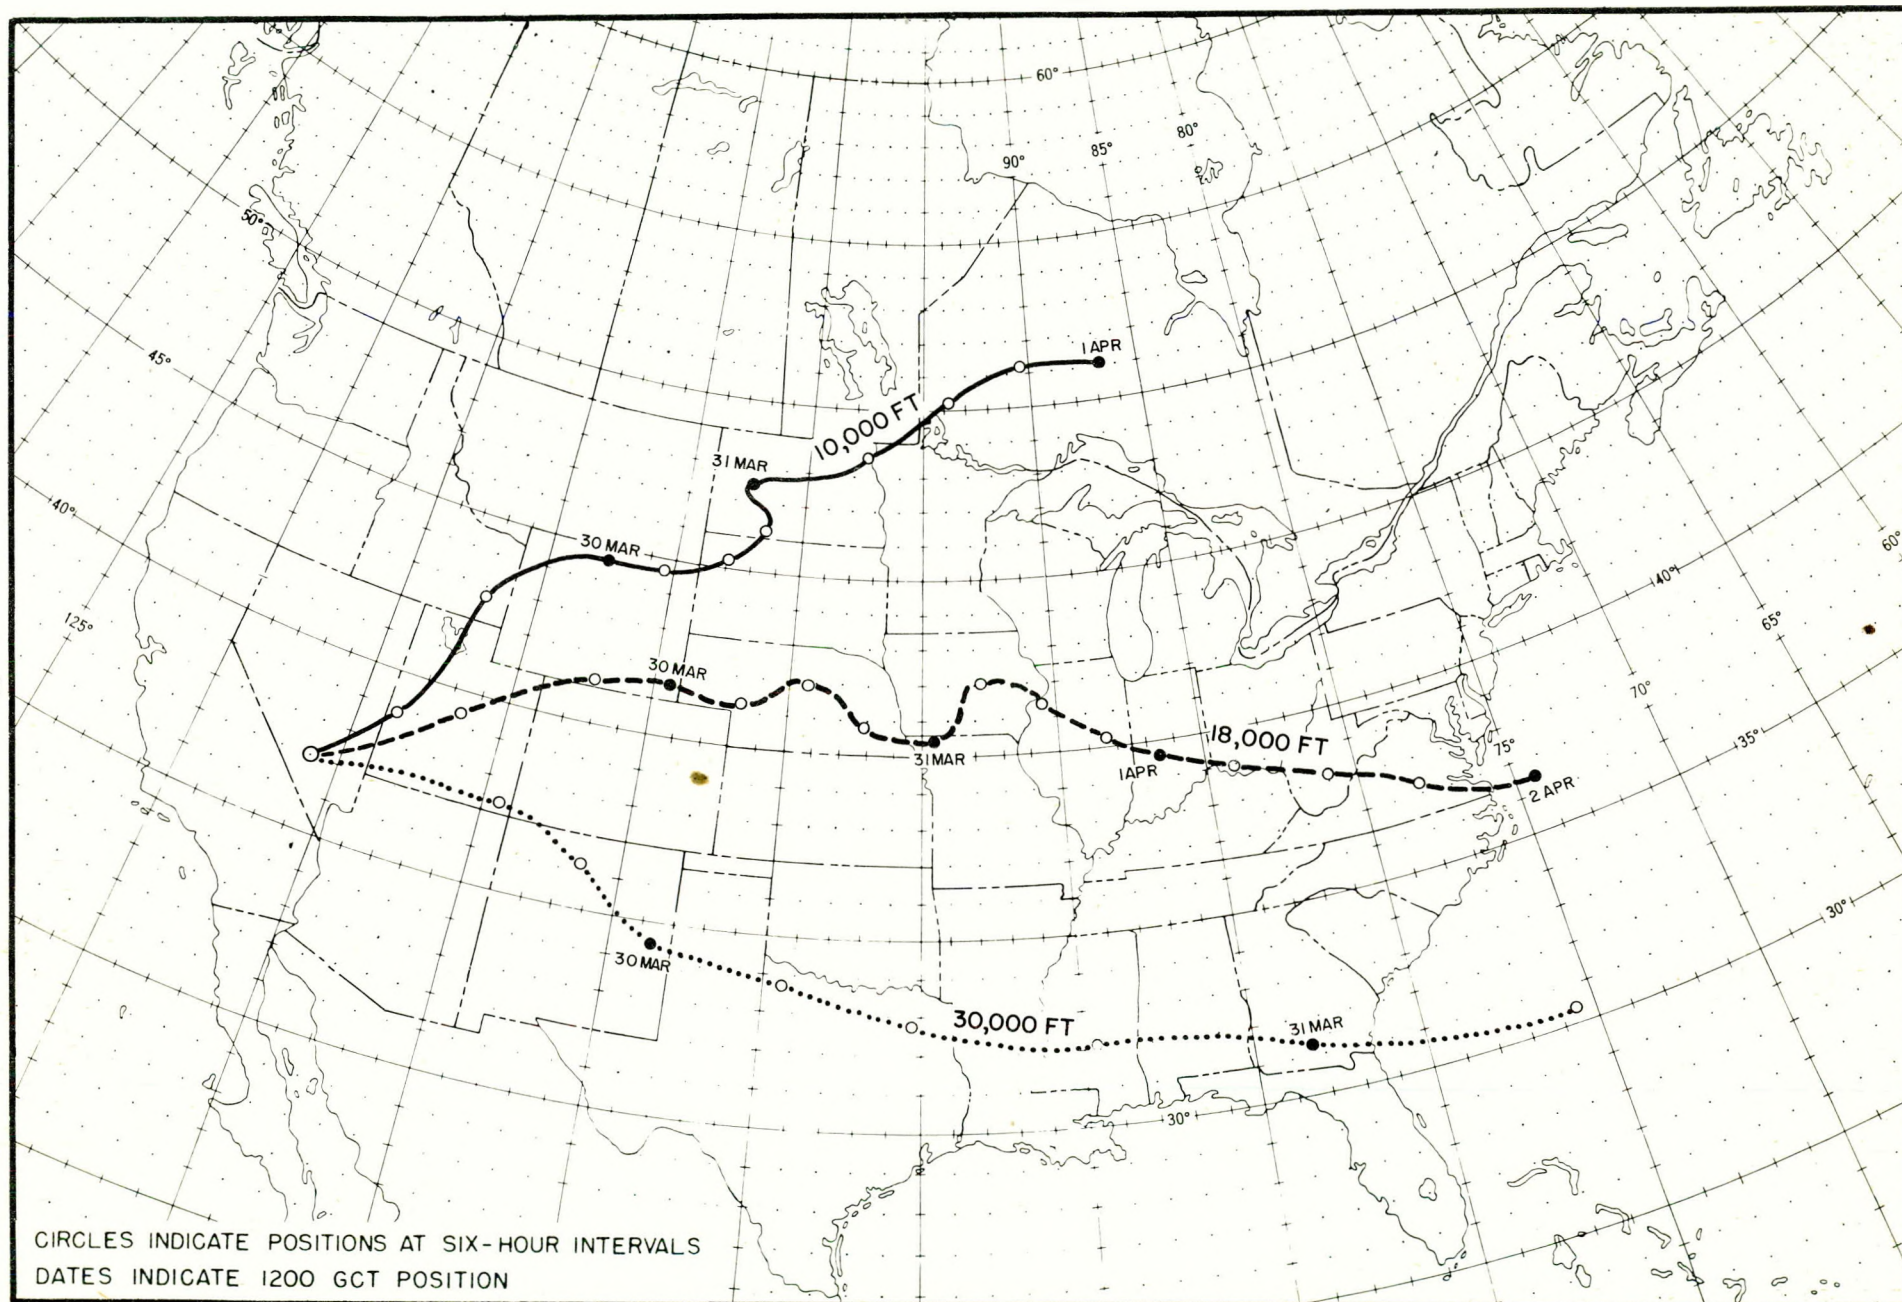 60°
80°
85°
90°
50°
45°
1 APR
10,000 FT
31 MAR
40°
30 MAR
60°
40°
125°
65°
30 MAR
70°
18,000 FT
75°
35°
31 MAR
1 APR
2 APR
30°
30 MAR
30,000 FT
31 MAR
30°
CIRCLES INDICATE POSITIONS AT SIX-HOUR INTERVALS
DATES INDICATE 1200 GCT POSITION